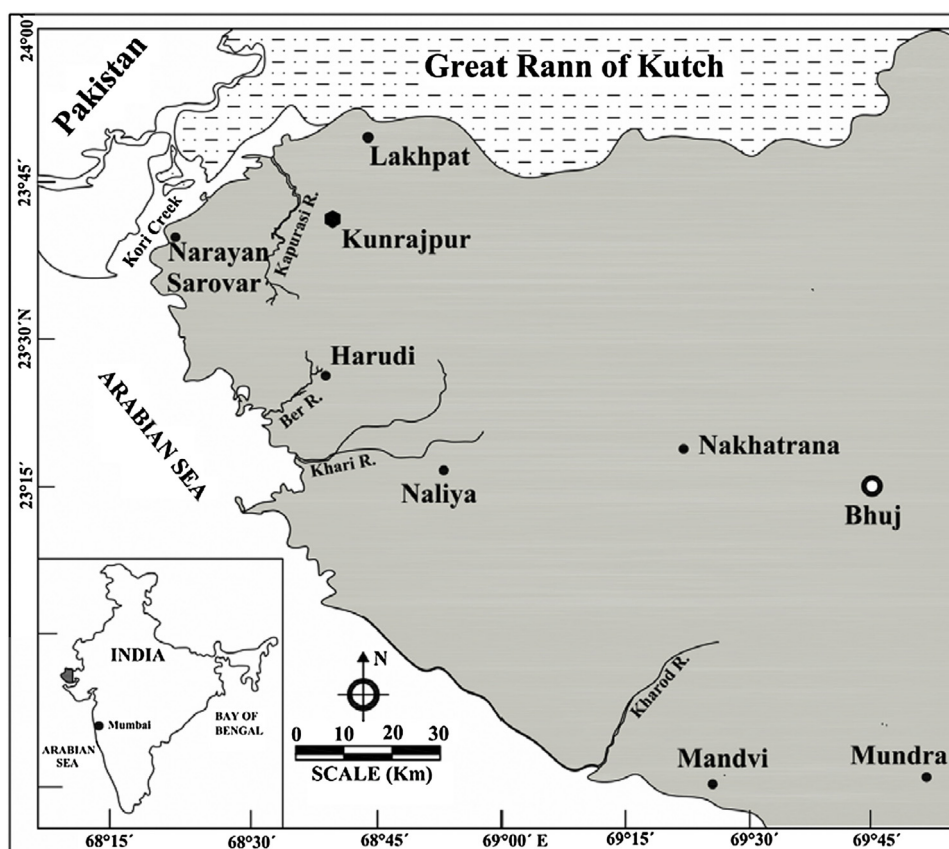 24°00´
Pakistan
Great Rann of Kutch
Lakhpat
23°45´
Kori Creek
Kapurasi R.
Kunrajpur
Narayan
Sarovar
23°30´N
Harudi
ARABIAN SEA
Ber R.
Khari R.
Nakhatrana
23°15´
Naliya
Bhuj
INDIA
Mumbai
BAY OF
BENGAL
ARABIAN
SEA
N
0 10 20 30
SCALE (Km)
Kharod R.
Mandvi
Mundra
68°15´ 68°30´ 68°45´ 69°00´ E 69°15´ 69°30´ 69°45´